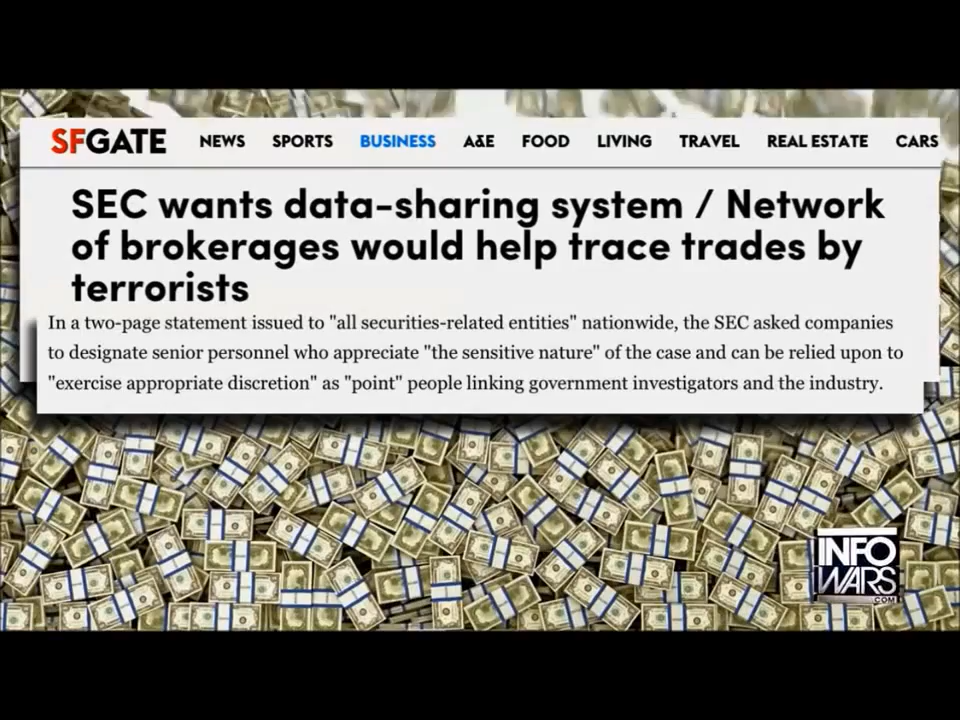 SFGATE NEWS SPORTS BUSINESS A&E FOOD LIVING TRAVEL REAL ESTATE CARS
SEC wants data-sharing system / Network
of brokerages would help trace trades by
terrorists
In a two-page statement issued to "all securities-related entities" nationwide, the SEC asked companies
to designate senior personnel who appreciate "the sensitive nature" of the case and can be relied upon to
"exercise appropriate discretion" as "point" people linking government investigators and the industry.
INFO
WARS
.COM